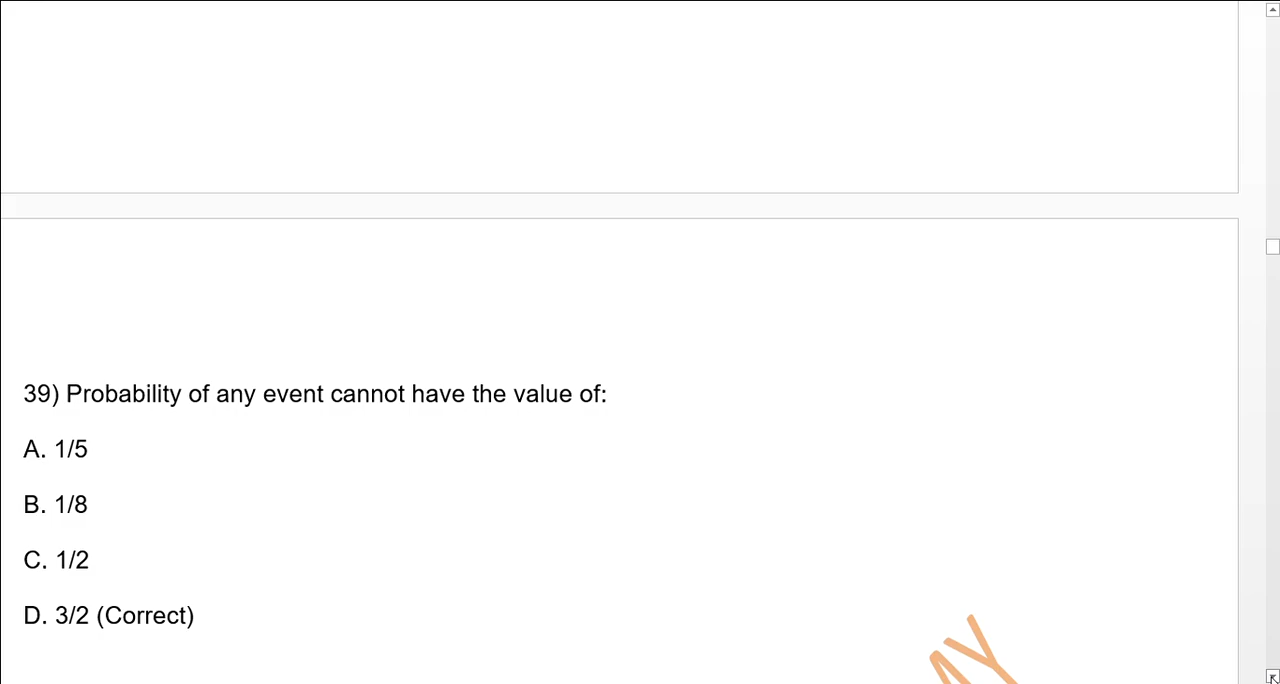 39) Probability of any event cannot have the value of:
A. 1/5
B. 1/8
C. 1/2
D. 3/2 (Correct)